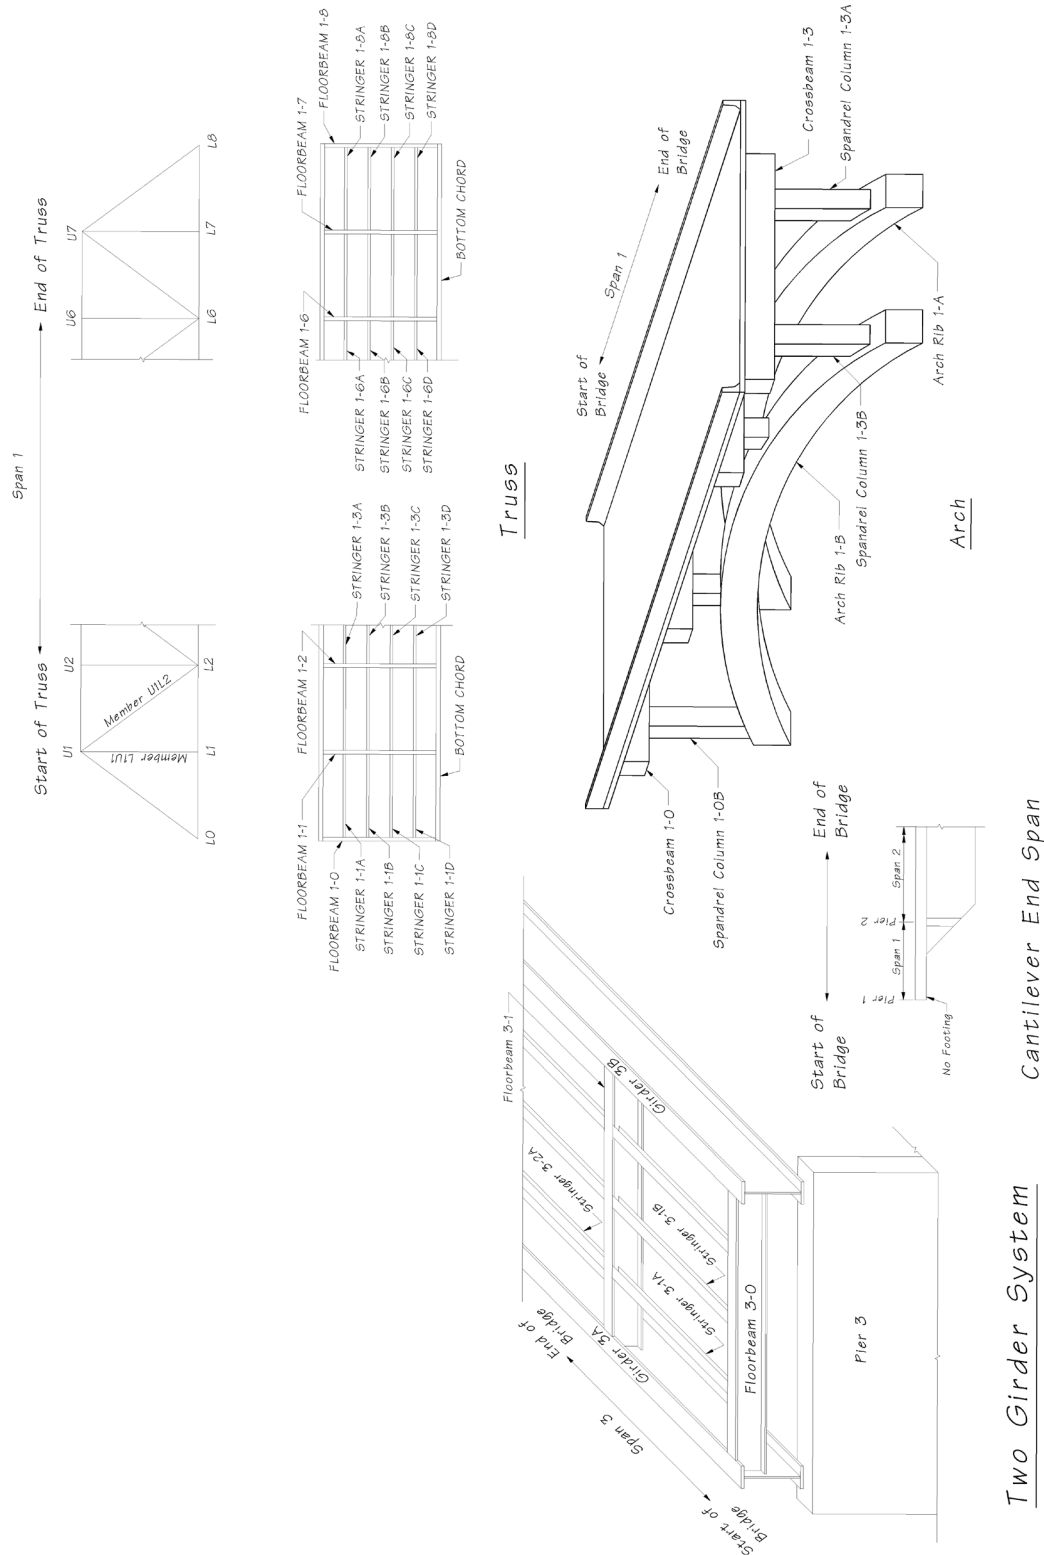 Span 1
Start of Truss
End of Truss
U1
U2
U6
U7
Member L1U1
Member U1L2
L0
L1
L2
L6
L7
L8
FLOORBEAM 1-1
FLOORBEAM 1-2
FLOORBEAM 1-6
FLOORBEAM 1-7
FLOORBEAM 1-0
FLOORBEAM 1-8
STRINGER 1-1A
STRINGER 1-1B
STRINGER 1-1C
STRINGER 1-1D
STRINGER 1-3A
STRINGER 1-3B
STRINGER 1-3C
STRINGER 1-3D
BOTTOM CHORD
STRINGER 1-6A
STRINGER 1-6B
STRINGER 1-6C
STRINGER 1-6D
STRINGER 1-8A
STRINGER 1-8B
STRINGER 1-8C
STRINGER 1-8D
BOTTOM CHORD
Truss
Floorbeam 3-1
Girder 3B
Stringer 3-2A
Stringer 3-1B
Stringer 3-1A
Girder 3A
End of
Bridge
Span 3
Start of
Bridge
Floorbeam 3-0
Pier 3
Two Girder System
Start of
Bridge
End of
Bridge
Span 1
Crossbeam 1-0
Spandrel Column 1-0B
Arch Rib 1-B
Spandrel Column 1-3B
Arch Rib 1-A
Crossbeam 1-3
Spandrel Column 1-3A
Arch
Start of
Bridge
End of
Bridge
Pier 1
Span 1
Pier 2
Span 2
No Footing
Cantilever End Span